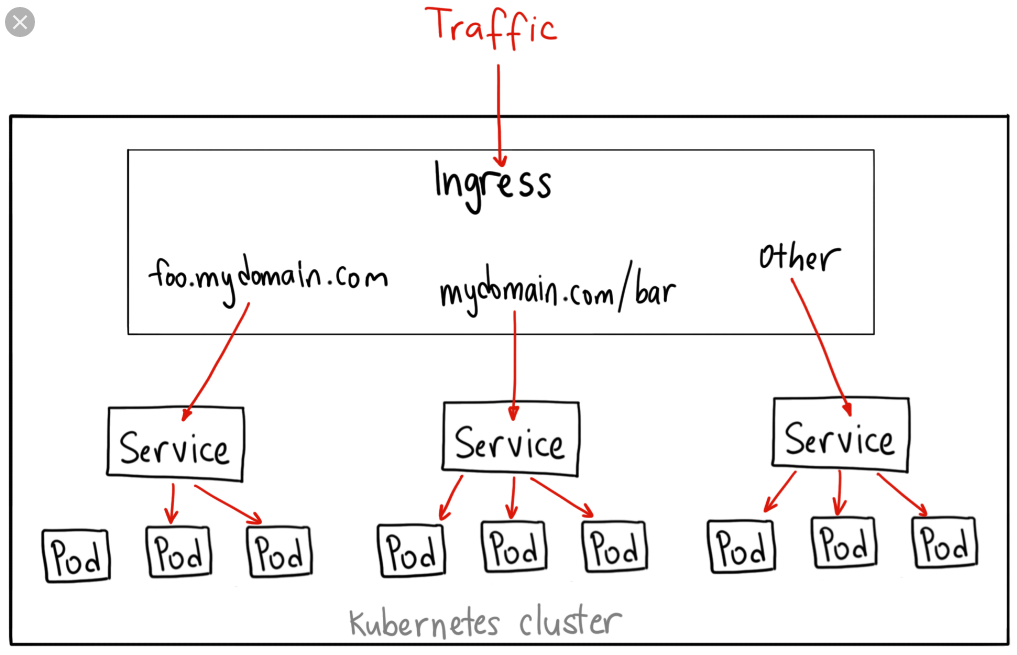 Traffic
Ingress
foo.mydomain.com
mydomain.com/bar
other
Service
Service
Service
Pod
Pod
Pod
Pod
Pod
Pod
Pod
Pod
Pod
Kubernetes cluster